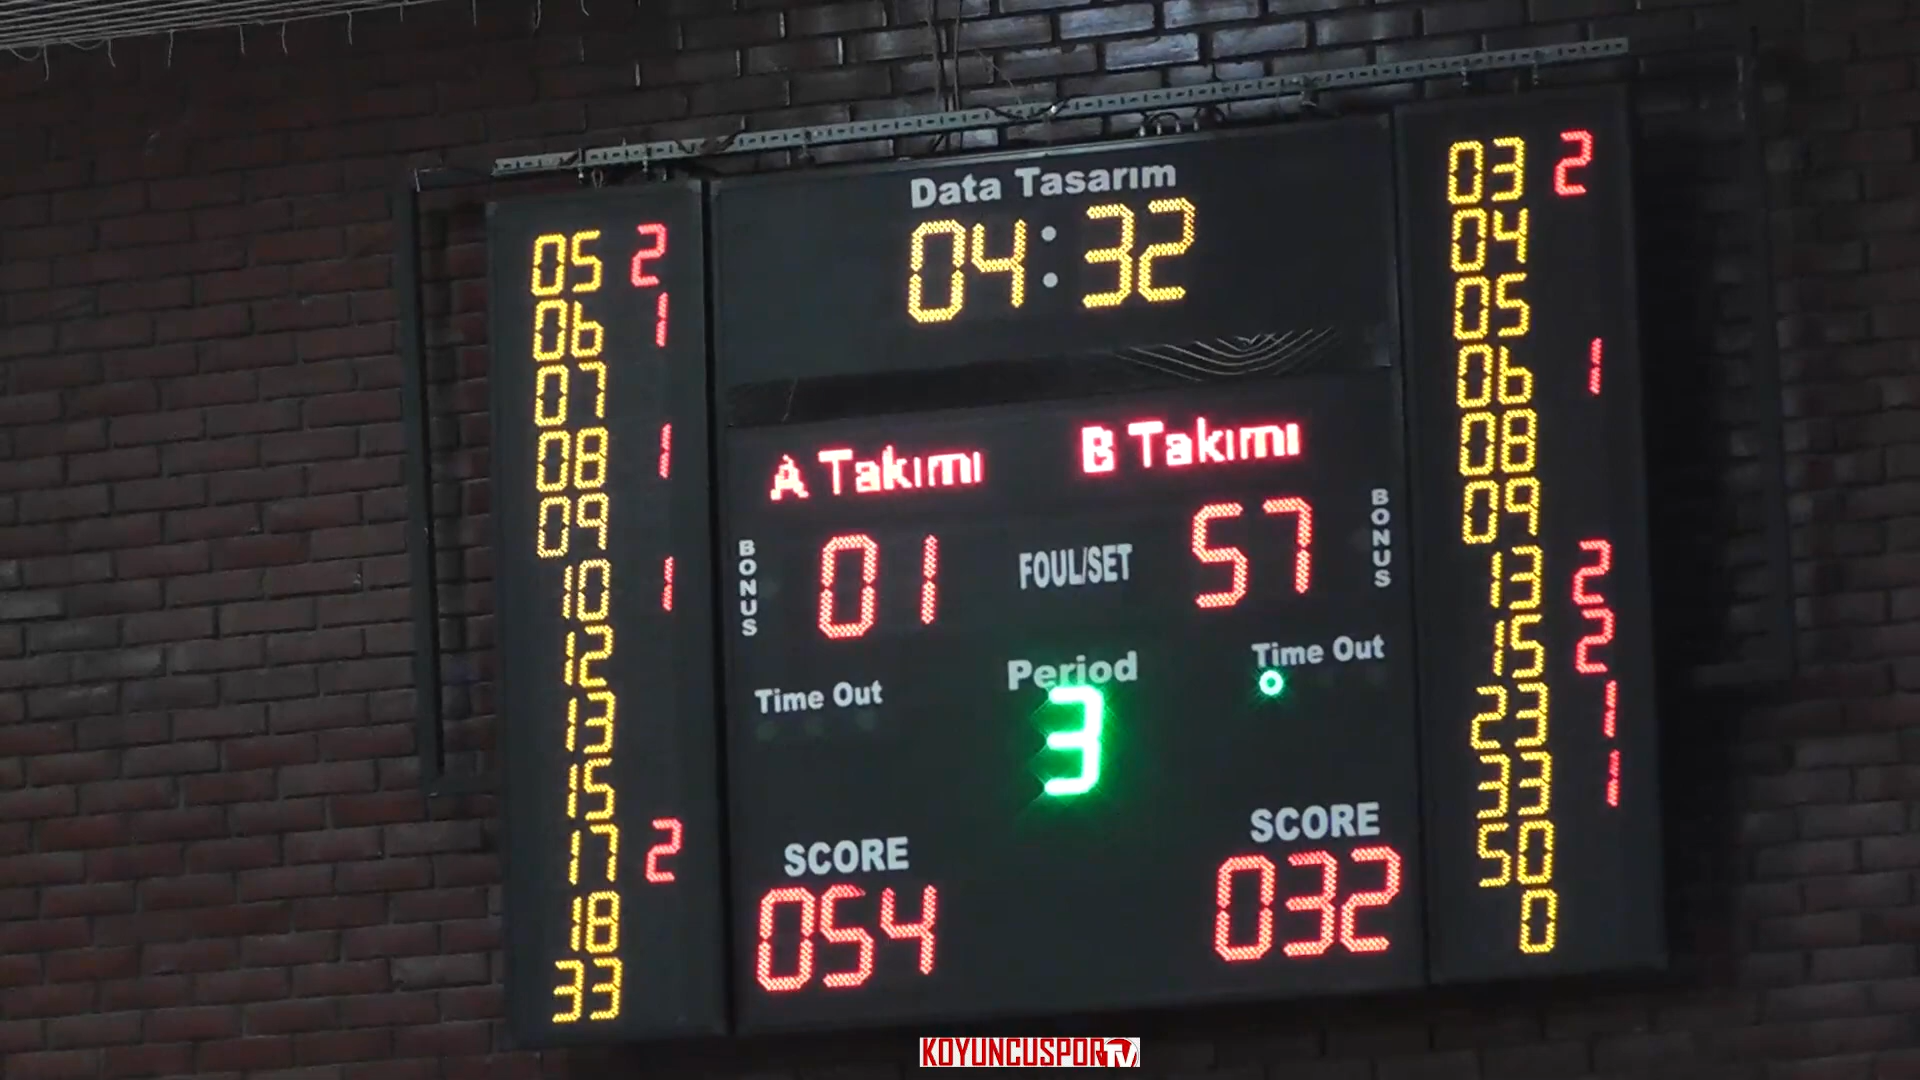 Data Tasarım
04:32
A Takımı
B Takımı
BONUS
01
FOUL/SET
57
BONUS
Time Out
Period
Time Out
3
SCORE
SCORE
054
032
05 2
06 1
07
08 1
09
10 1
12
13
15
17 2
18
33
03 2
04
05
06 1
08
09
13 2
15 2
23 1
33 1
50
0
KOYUNCUSPORTV